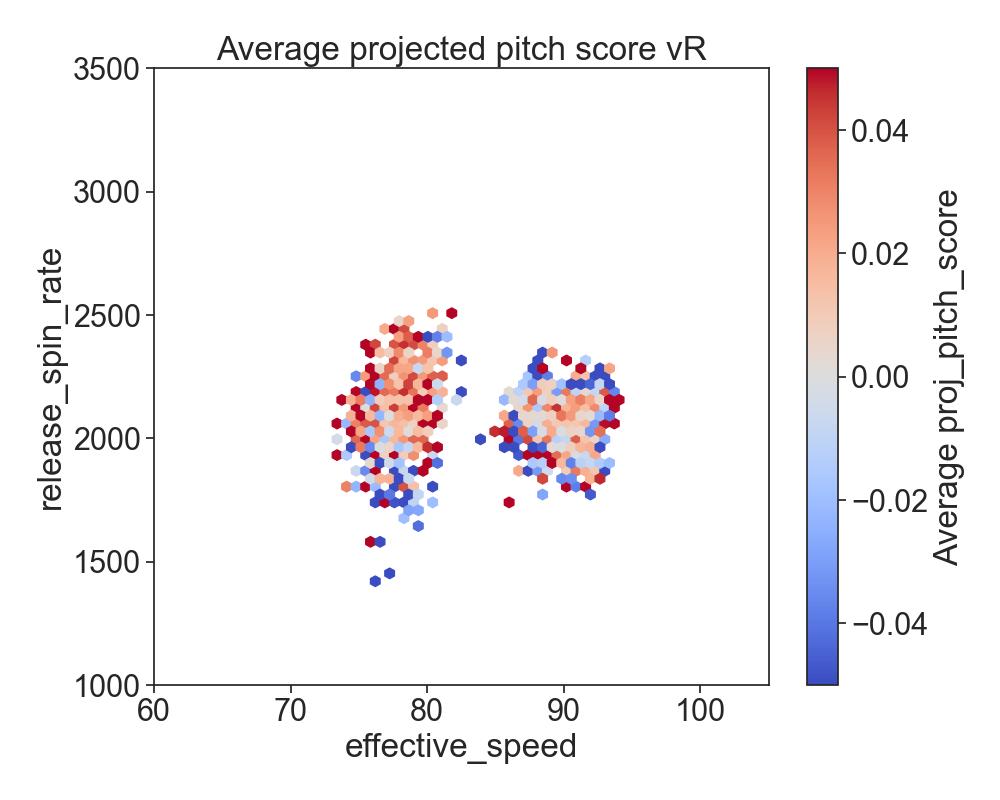 Average projected pitch score vR
3500
3000
2500
2000
1500
1000
release_spin_rate
60 70 80 90 100
effective_speed
0.04
0.02
0.00
−0.02
−0.04
Average proj_pitch_score